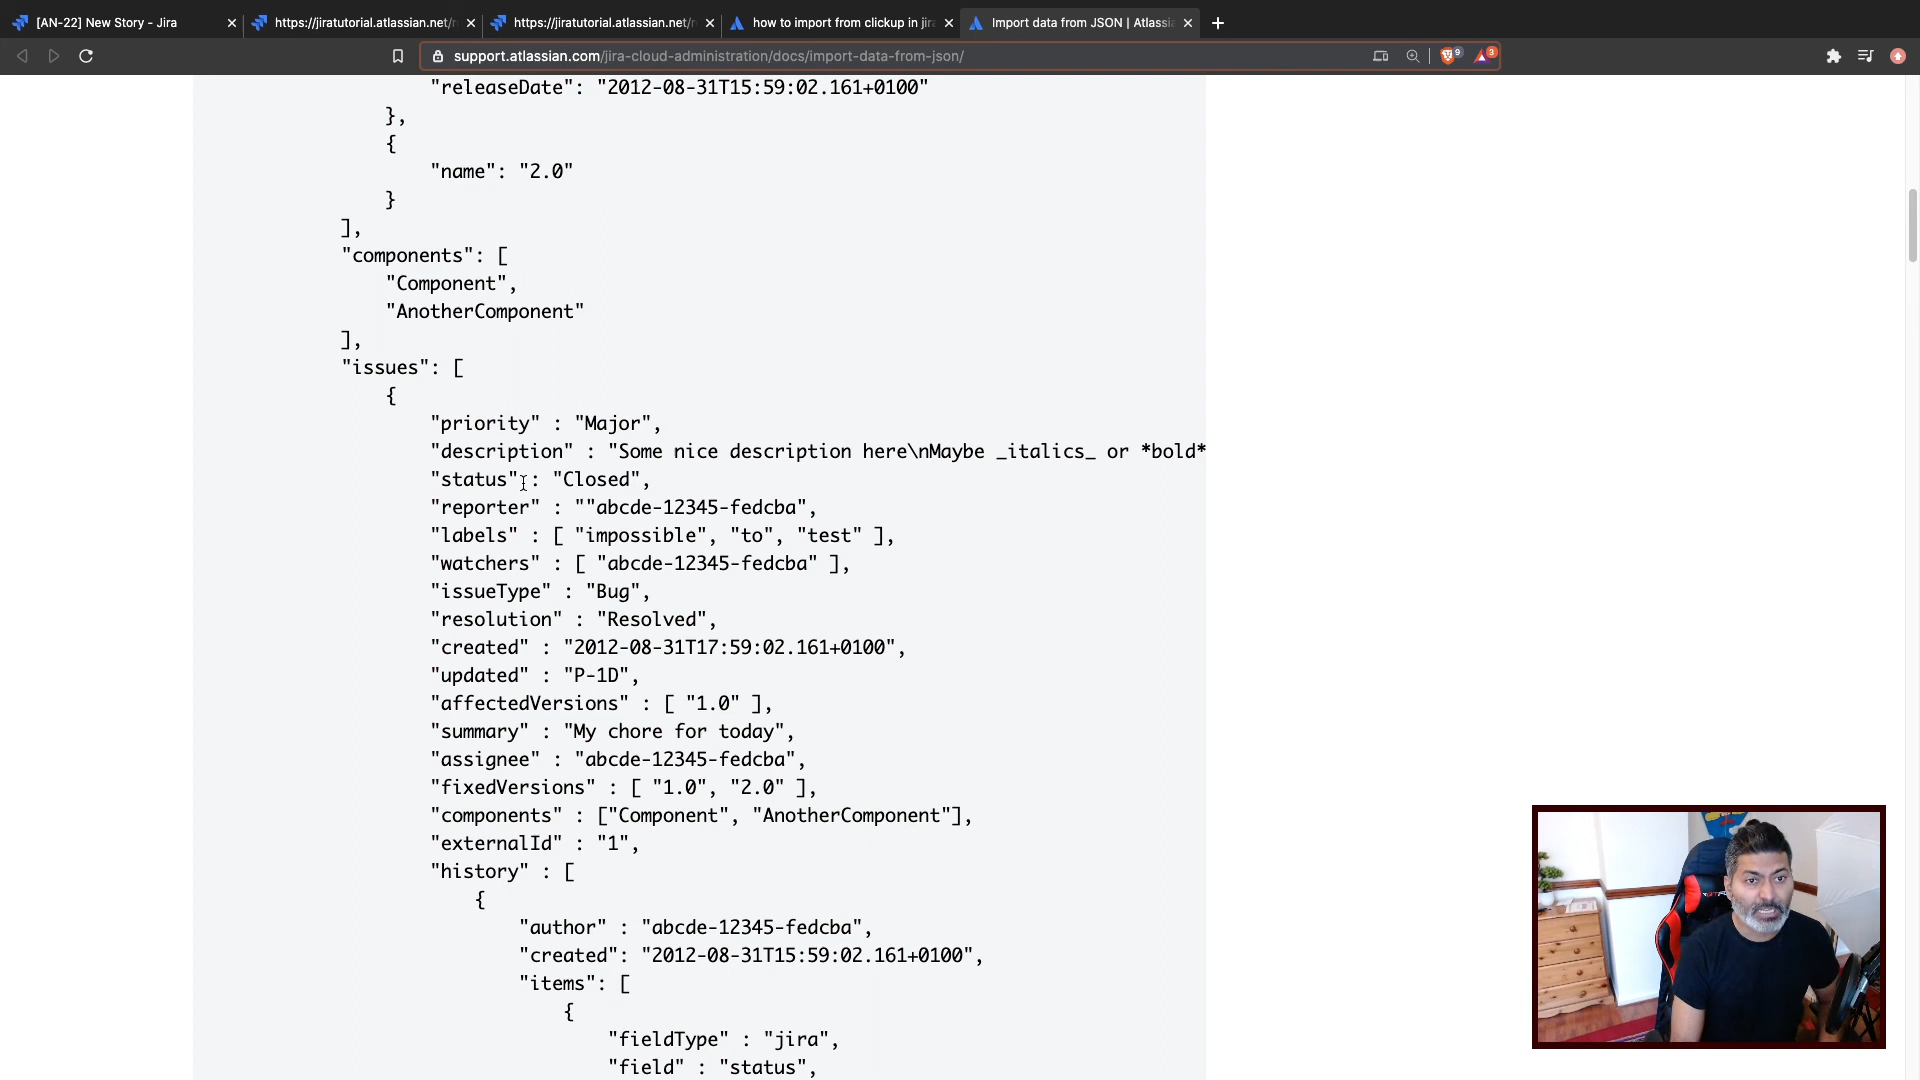 [AN-22] New Story - Jira
https://jiratutorial.atlassian.net/r
https://jiratutorial.atlassian.net/r
how to import from clickup in jira
Import data from JSON | Atlassia
support.atlassian.com/jira-cloud-administration/docs/import-data-from-json/
9
3
"releaseDate": "2012-08-31T15:59:02.161+0100"
},
{
"name": "2.0"
}
],
"components": [
"Component",
"AnotherComponent"
],
"issues": [
{
"priority" : "Major",
"description" : "Some nice description here\nMaybe _italics_ or *bold*
"status" : "Closed",
"reporter" : ""abcde-12345-fedcba",
"labels" : [ "impossible", "to", "test" ],
"watchers" : [ "abcde-12345-fedcba" ],
"issueType" : "Bug",
"resolution" : "Resolved",
"created" : "2012-08-31T17:59:02.161+0100",
"updated" : "P-1D",
"affectedVersions" : [ "1.0" ],
"summary" : "My chore for today",
"assignee" : "abcde-12345-fedcba",
"fixedVersions" : [ "1.0", "2.0" ],
"components" : ["Component", "AnotherComponent"],
"externalId" : "1",
"history" : [
{
"author" : "abcde-12345-fedcba",
"created": "2012-08-31T15:59:02.161+0100",
"items": [
{
"fieldType" : "jira",
"field" : "status",